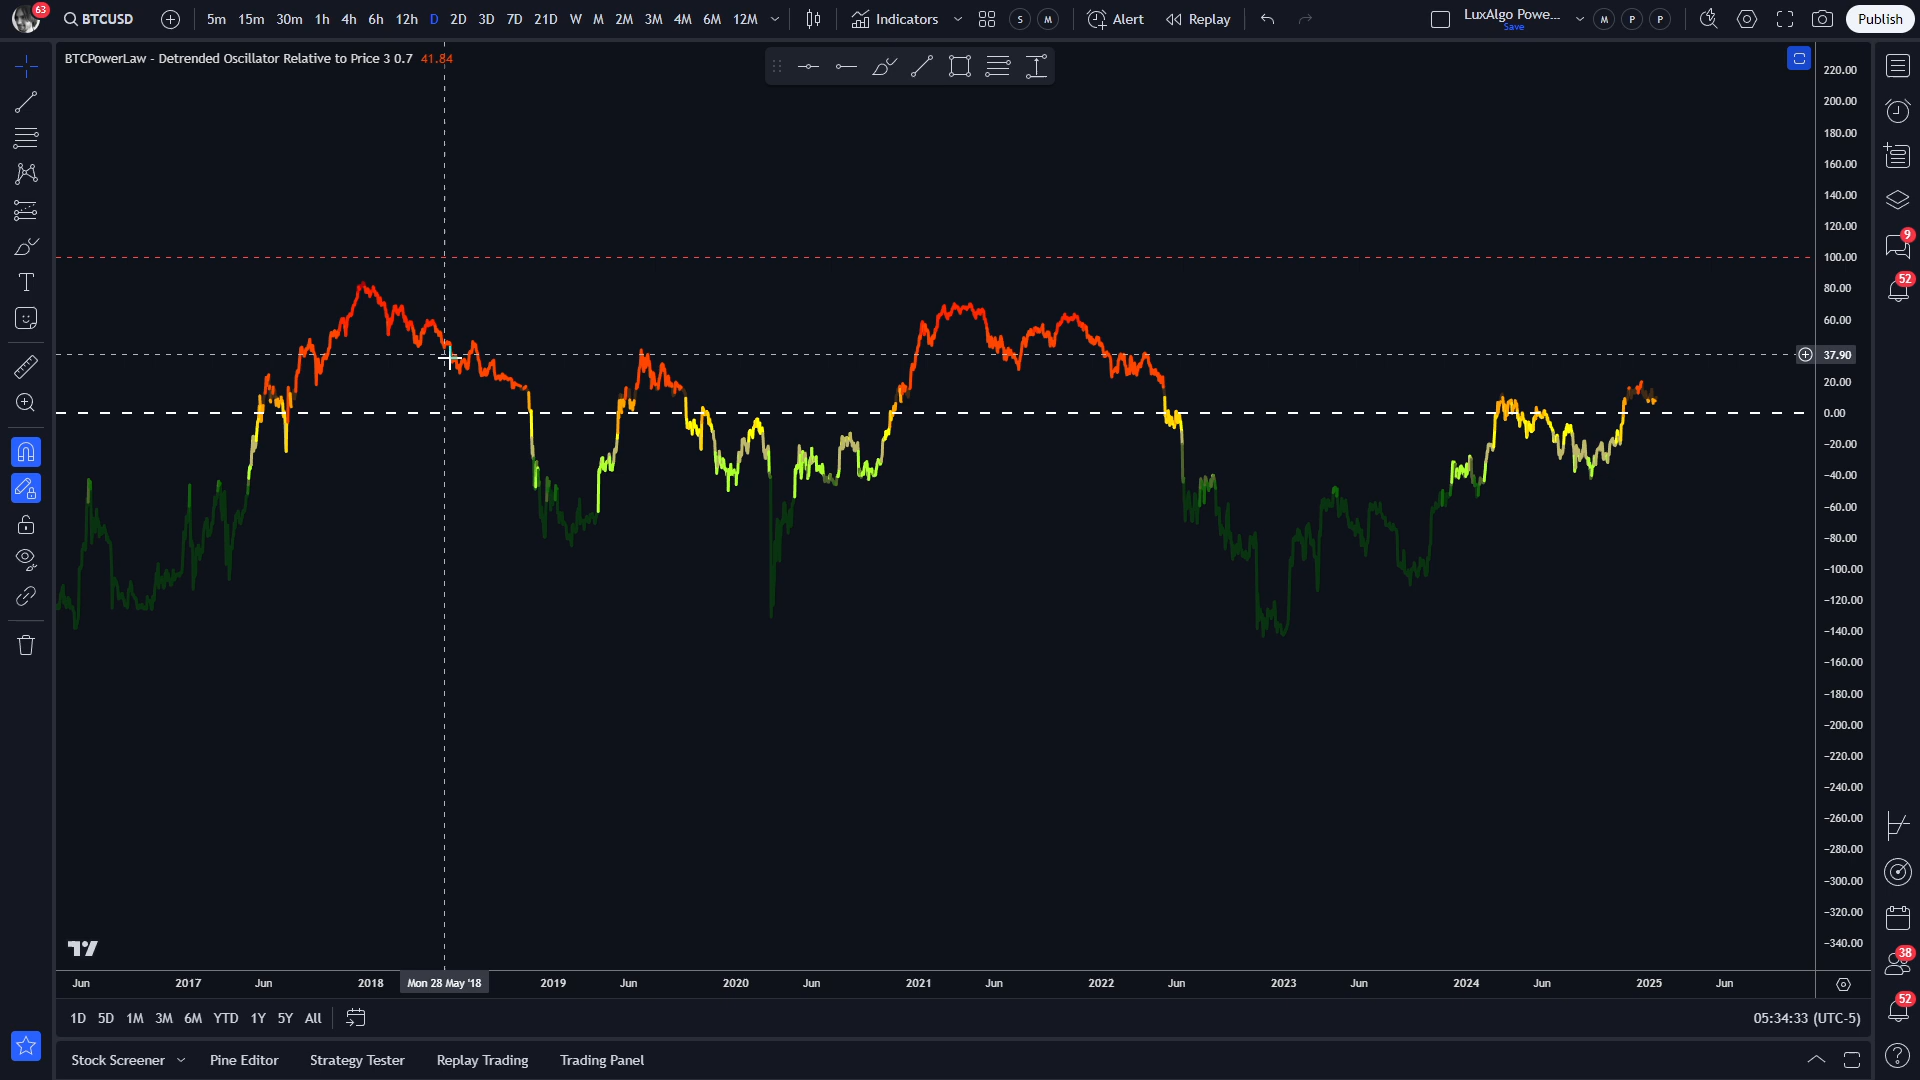 63
BTCUSD
5m 15m 30m 1h 4h 6h 12h D 2D 3D 7D 21D W M 2M 3M 4M 6M 12M
Indicators
S
M
Alert
Replay
LuxAlgo Powe...
Save
M
P
P
Publish
BTCPowerLaw - Detrended Oscillator Relative to Price 3 0.7 41.84
220.00
200.00
180.00
160.00
140.00
120.00
100.00
80.00
60.00
37.90
20.00
0.00
−20.00
−40.00
−60.00
−80.00
−100.00
−120.00
−140.00
−160.00
−180.00
−200.00
−220.00
−240.00
−260.00
−280.00
−300.00
−320.00
−340.00
9
52
38
52
T
Jun 2017 Jun 2018 Mon 28 May '18 2019 Jun 2020 Jun 2021 Jun 2022 Jun 2023 Jun 2024 Jun 2025 Jun
1D 5D 1M 3M 6M YTD 1Y 5Y All
05:34:33 (UTC-5)
Stock Screener Pine Editor Strategy Tester Replay Trading Trading Panel